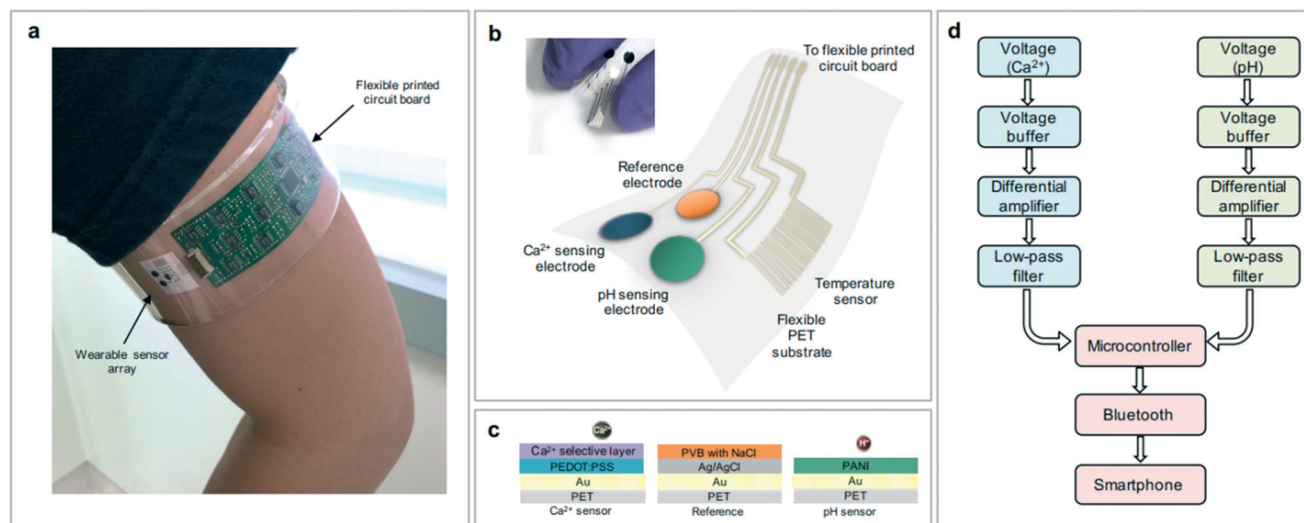 a
Flexible printed
circuit board
Wearable sensor
array
b
To flexible printed
circuit board
Reference
electrode
Ca²⁺ sensing
electrode
pH sensing
electrode
Temperature
sensor
Flexible
PET
substrate
c
Ca²⁺
H⁺
Ca²⁺ selective layer
PEDOT:PSS
Au
PET
Ca²⁺ sensor
PVB with NaCl
Ag/AgCl
Au
PET
Reference
PANI
Au
PET
pH sensor
d
Voltage
(Ca²⁺)
Voltage
buffer
Differential
amplifier
Low-pass
filter
Voltage
(pH)
Voltage
buffer
Differential
amplifier
Low-pass
filter
Microcontroller
Bluetooth
Smartphone